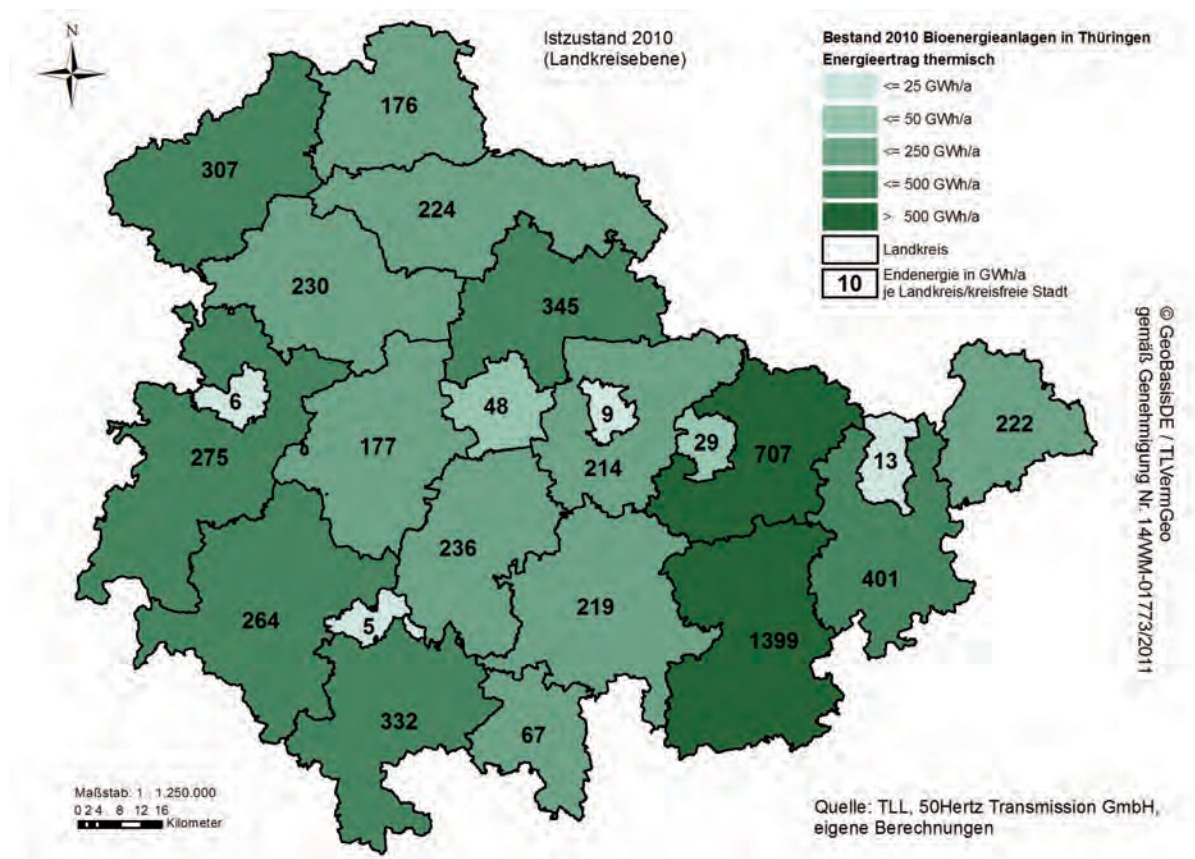 N
Istzustand 2010
(Landkreisebene)
Bestand 2010 Bioenergieanlagen in Thüringen
Energieertrag thermisch
<= 25 GWh/a
<= 50 GWh/a
<= 250 GWh/a
<= 500 GWh/a
> 500 GWh/a
Landkreis
10
Endenergie in GWh/a
je Landkreis/kreisfreie Stadt
176
307
224
230
345
6
48
9
29
707
13
222
275
177
214
236
401
264
5
219
1399
332
67
© GeoBasisDE / TLVermGeo
gemäß Genehmigung Nr. 14/WM-01773/2011
Maßstab: 1 : 1.250.000
0 2 4 8 12 16
Kilometer
Quelle: TLL, 50Hertz Transmission GmbH,
eigene Berechnungen